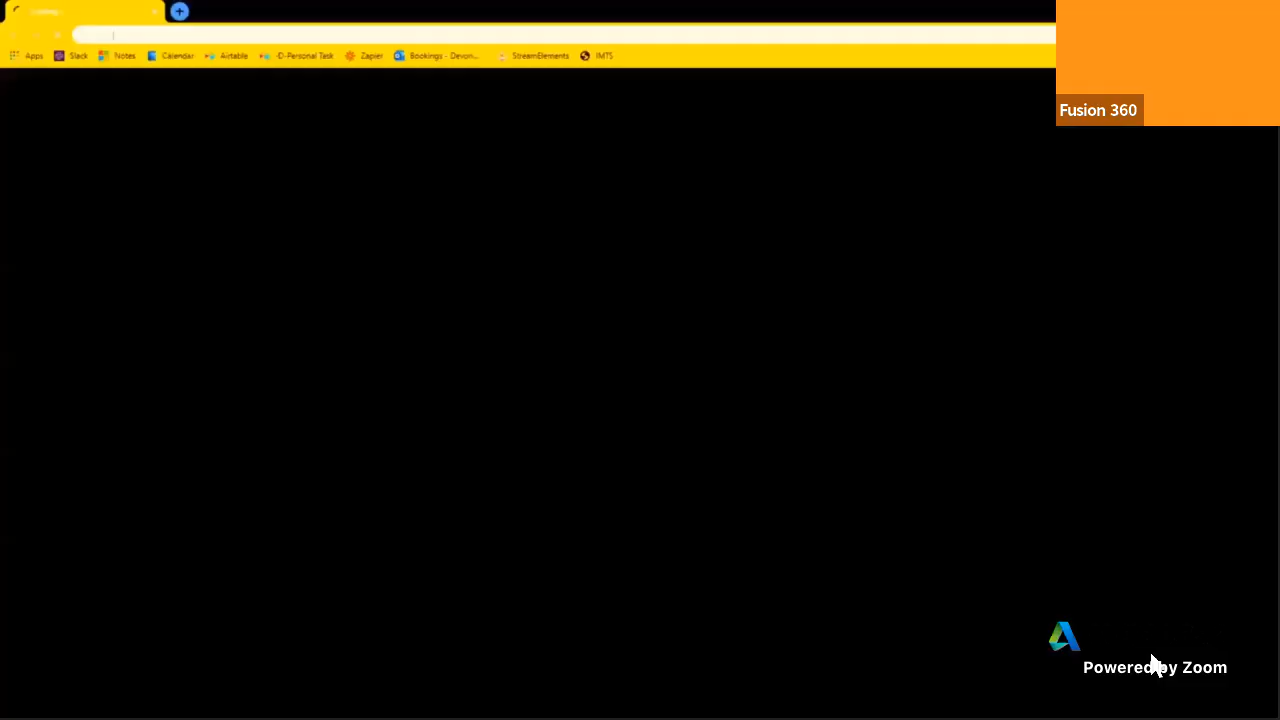 Apps Slack Notes Calendar Airtable -D-Personal Task Zapier Bookings - Devon... StreamElements IMTS
Fusion 360
Powered by Zoom